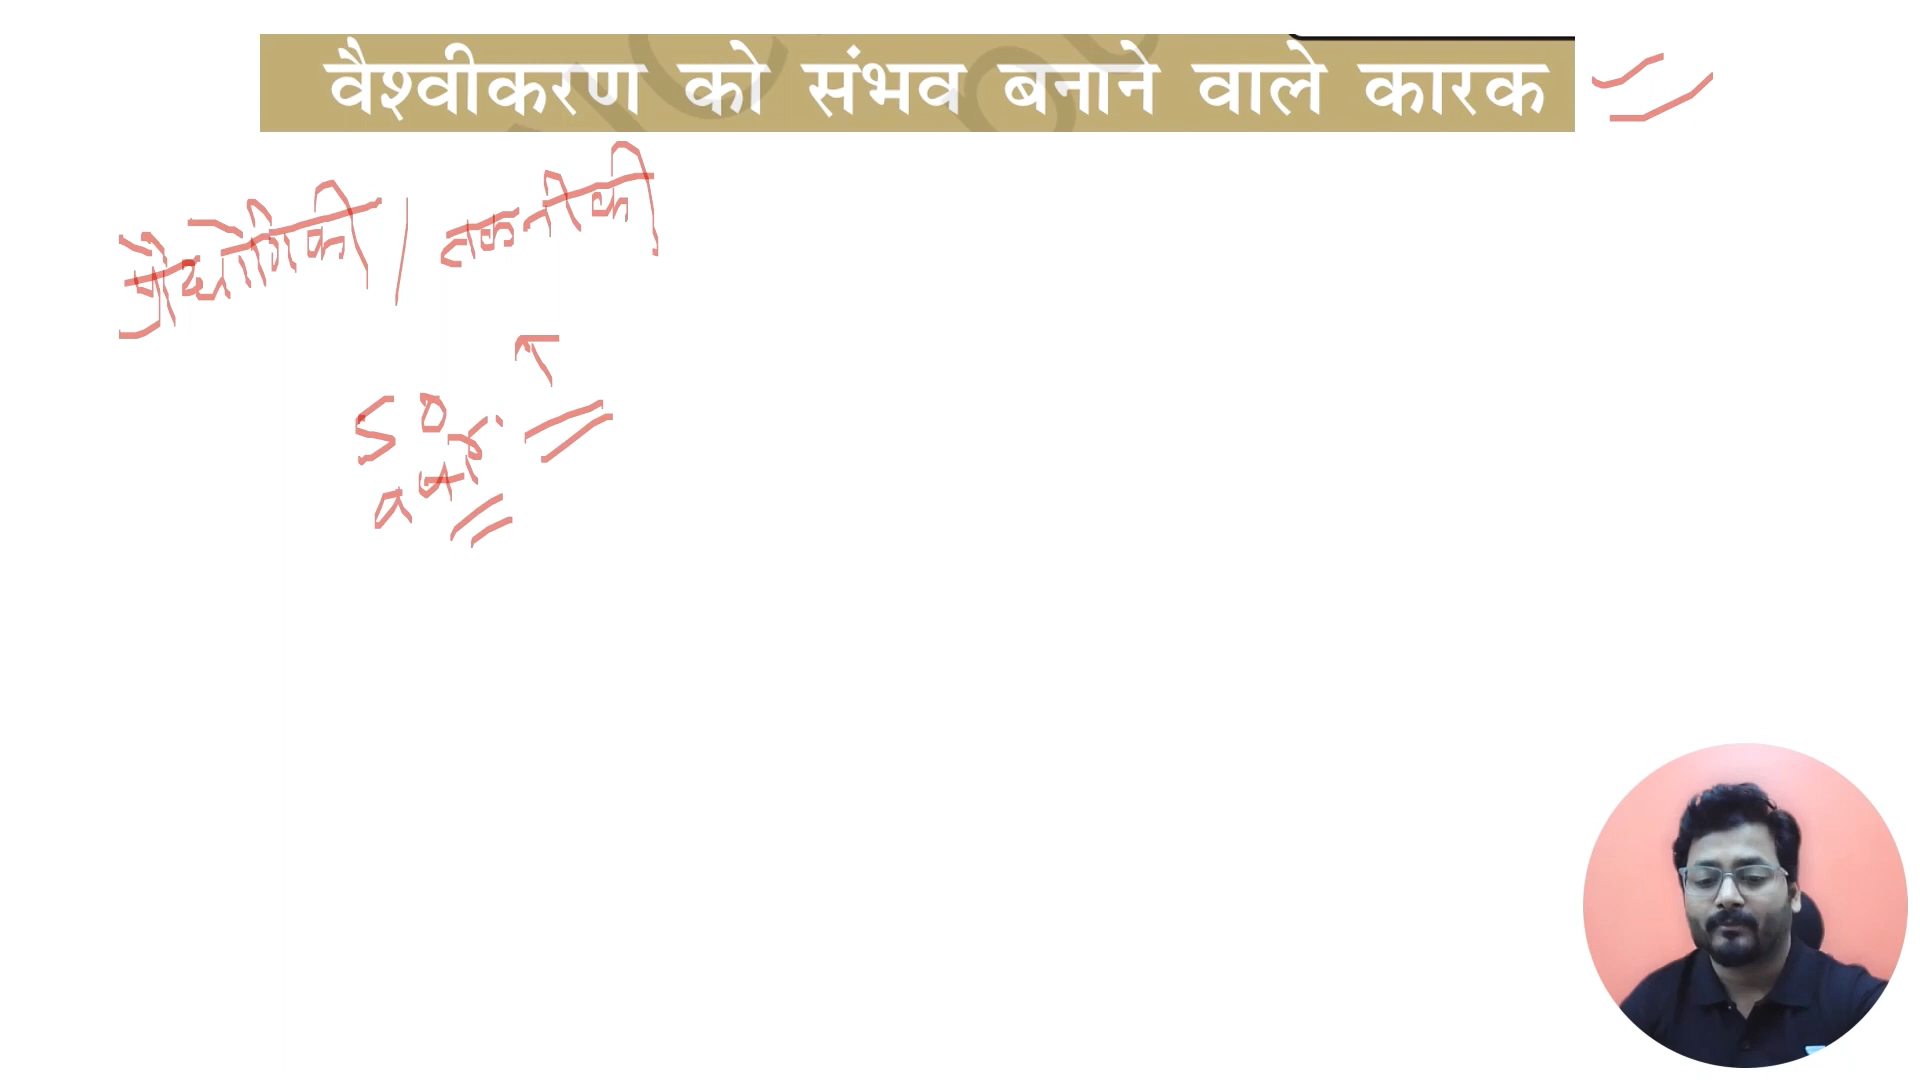 वैश्वीकरण को संभव बनाने वाले कारक
प्रौद्योगिकी / तकनीकी
50
वर्ष